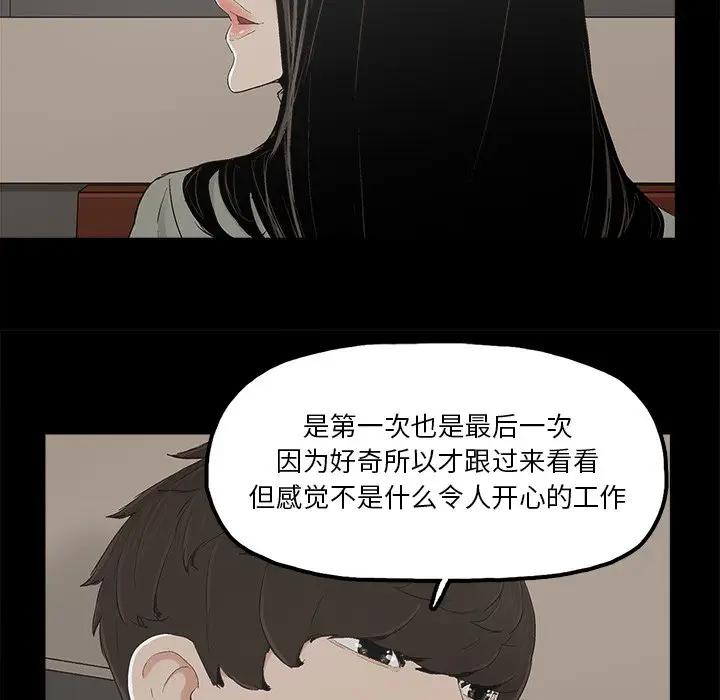 是第一次也是最后一次
因为好奇所以才跟过来看看
但感觉不是什么令人开心的工作